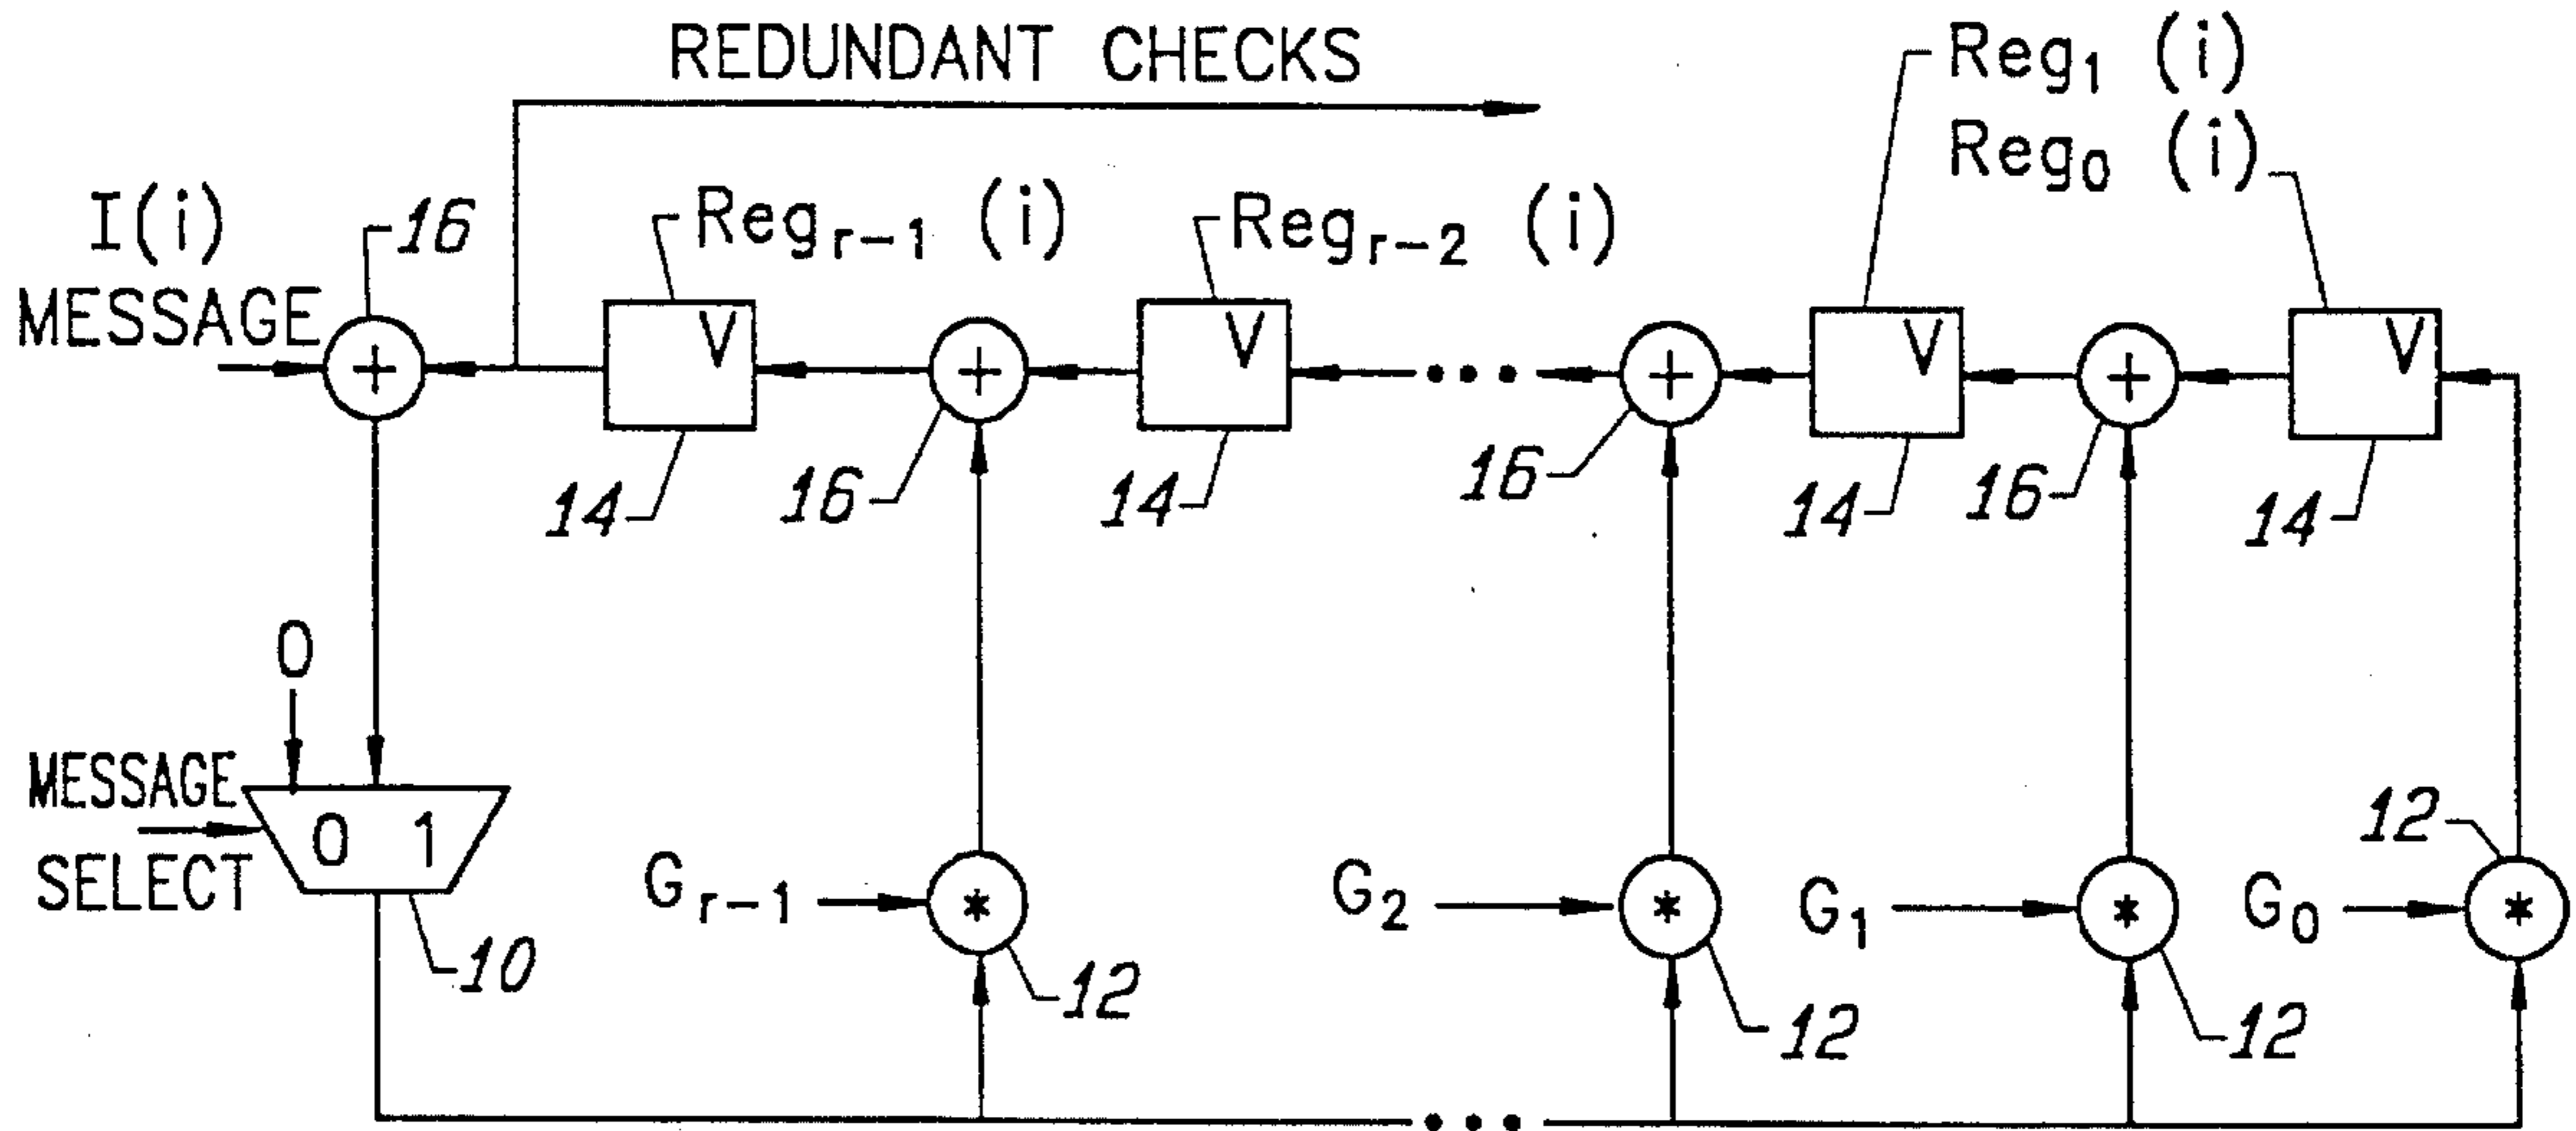 REDUNDANT CHECKS
Reg₁ (i)
Reg₀ (i)
I(i)
MESSAGE
16
Regᵣ₋₁ (i)
Regᵣ₋₂ (i)
+
V
+
V
+
V
+
V
14
16
14
16
14
16
14
0
MESSAGE
SELECT
0 1
10
Gᵣ₋₁
*
12
G₂
*
12
G₁
*
12
G₀
*
12